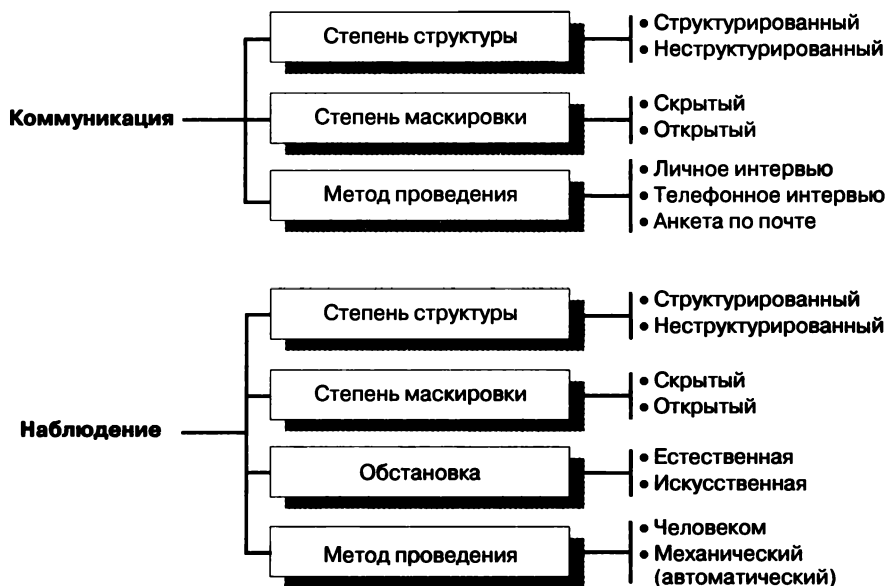 Коммуникация
Степень структуры
• Структурированный
• Неструктурированный
Степень маскировки
• Скрытый
• Открытый
Метод проведения
• Личное интервью
• Телефонное интервью
• Анкета по почте
Наблюдение
Степень структуры
• Структурированный
• Неструктурированный
Степень маскировки
• Скрытый
• Открытый
Обстановка
• Естественная
• Искусственная
Метод проведения
• Человеком
• Механический
(автоматический)